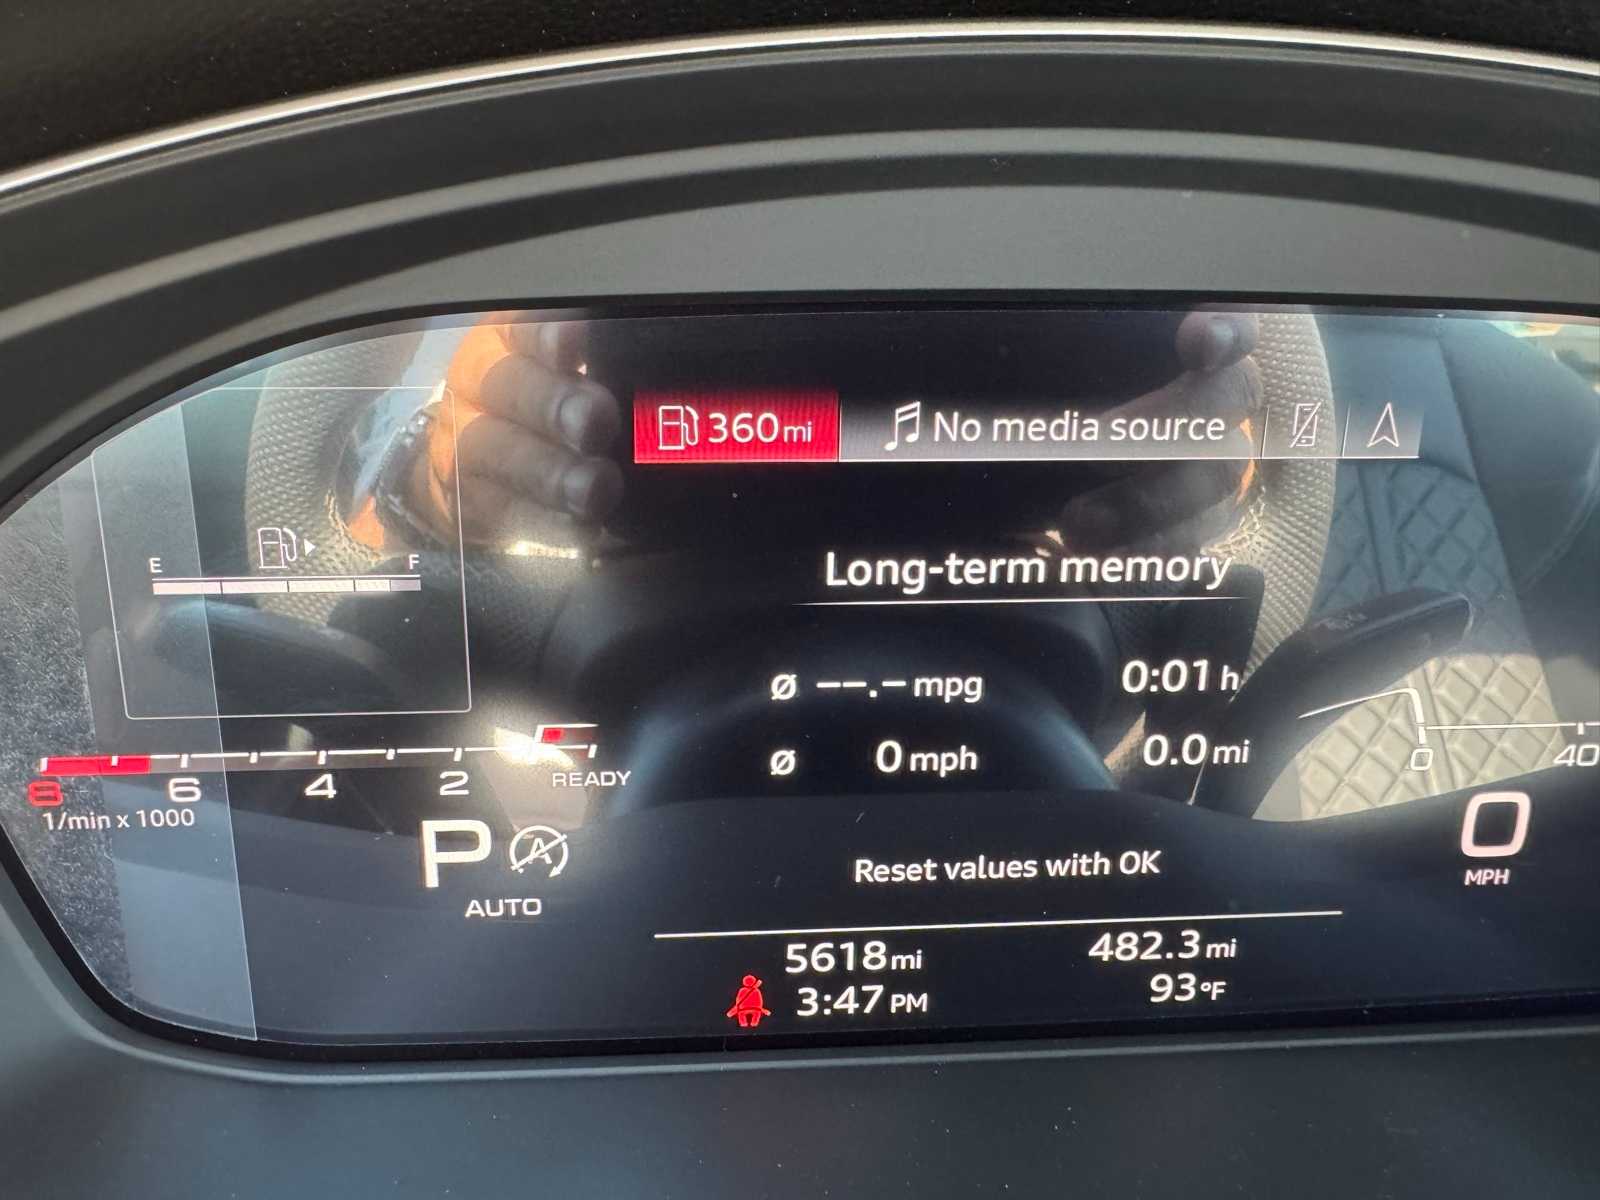 360 mi No media source
E F
Long-term memory
ø --.- mpg 0:01 h
ø 0 mph 0.0 mi
8 6 4 2 READY
1/min x 1000
0 40
P A
AUTO
0
MPH
Reset values with OK
5618 mi 482.3 mi
3:47 PM 93°F